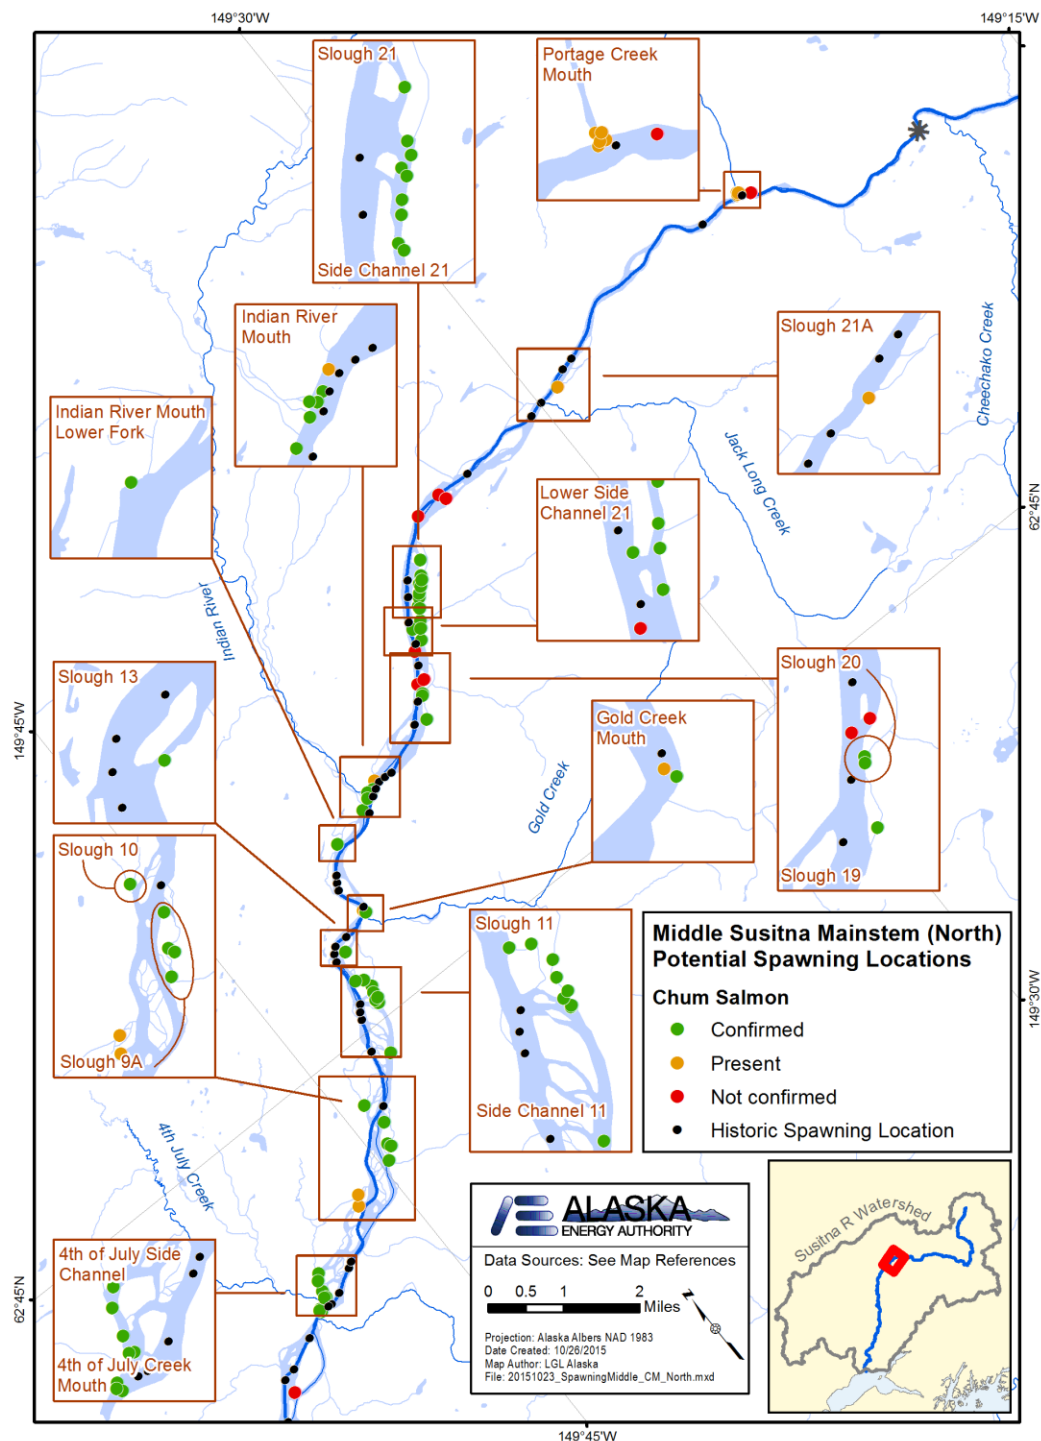 149°30'W
149°15'W
Slough 21
Side Channel 21
Portage Creek
Mouth
Indian River
Mouth
Slough 21A
Cheechako Creek
Indian River Mouth
Lower Fork
Jack Long Creek
Lower Side
Channel 21
62°45'N
Indian River
Slough 13
Slough 20
Slough 19
149°45'W
Gold Creek
Mouth
Gold Creek
Slough 10
Slough 9A
Slough 11
Side Channel 11
Middle Susitna Mainstem (North)
Potential Spawning Locations
Chum Salmon
Confirmed
Present
Not confirmed
Historic Spawning Location
149°30'W
4th July Creek
4th of July Side
Channel
4th of July Creek
Mouth
62°45'N
ALASKA
ENERGY AUTHORITY
Data Sources: See Map References
0 0.5 1 2
Miles
N
Projection: Alaska Albers NAD 1983
Date Created: 10/26/2015
Map Author: LGL Alaska
File: 20151023_SpawningMiddle_CM_North.mxd
Susitna R Watershed
149°45'W